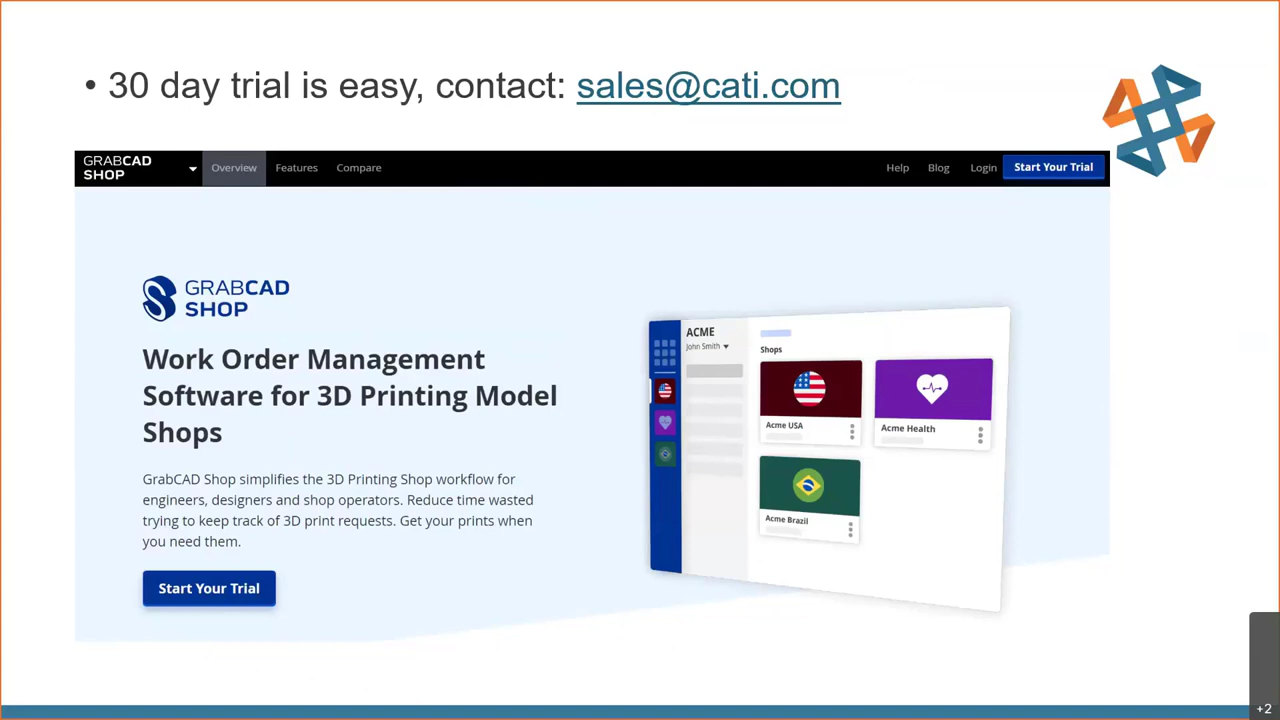 • 30 day trial is easy, contact: sales@cati.com
GRABCAD
SHOP
Overview Features Compare Help Blog Login Start Your Trial
GRABCAD
SHOP
Work Order Management
Software for 3D Printing Model
Shops
GrabCAD Shop simplifies the 3D Printing Shop workflow for
engineers, designers and shop operators. Reduce time wasted
trying to keep track of 3D print requests. Get your prints when
you need them.
Start Your Trial
ACME
John Smith
Shops
Acme USA
Acme Health
Acme Brazil
+2